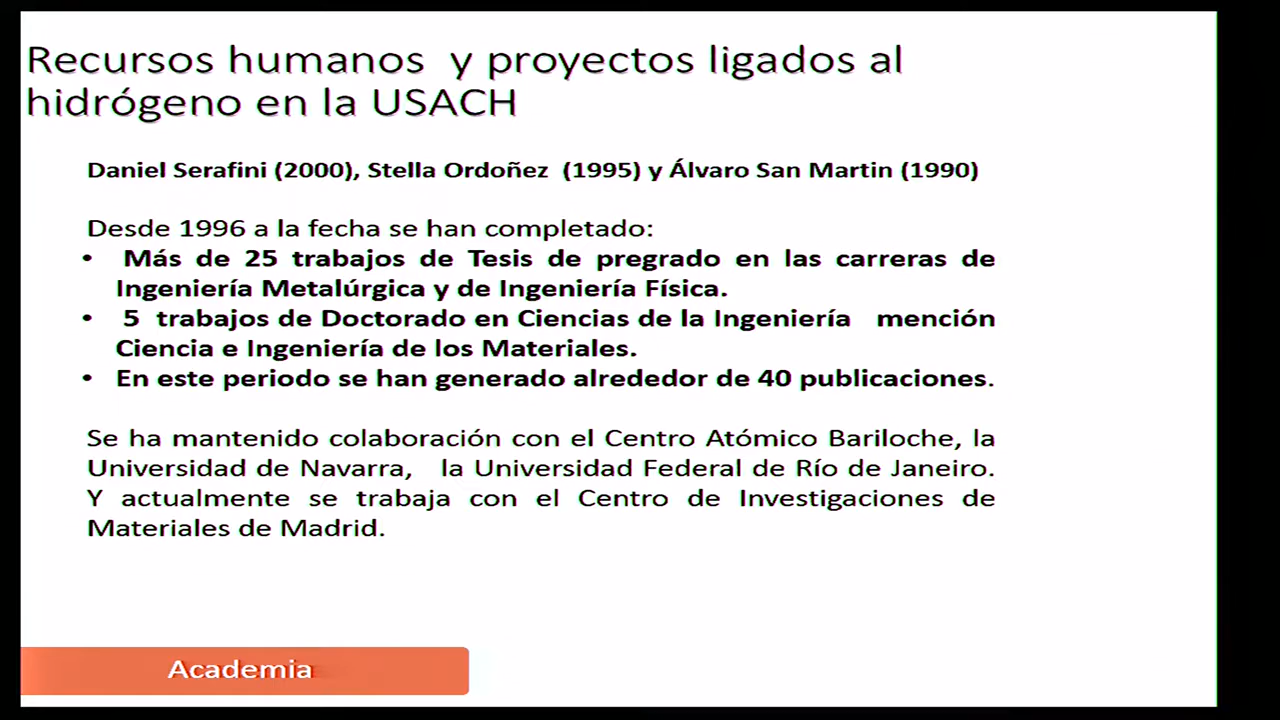 Recursos humanos y proyectos ligados al
hidrógeno en la USACH
Daniel Serafini (2000), Stella Ordoñez (1995) y Álvaro San Martin (1990)
Desde 1996 a la fecha se han completado:
• Más de 25 trabajos de Tesis de pregrado en las carreras de
Ingeniería Metalúrgica y de Ingeniería Física.
• 5 trabajos de Doctorado en Ciencias de la Ingeniería mención
Ciencia e Ingeniería de los Materiales.
• En este periodo se han generado alrededor de 40 publicaciones.
Se ha mantenido colaboración con el Centro Atómico Bariloche, la
Universidad de Navarra, la Universidad Federal de Río de Janeiro.
Y actualmente se trabaja con el Centro de Investigaciones de
Materiales de Madrid.
Academia